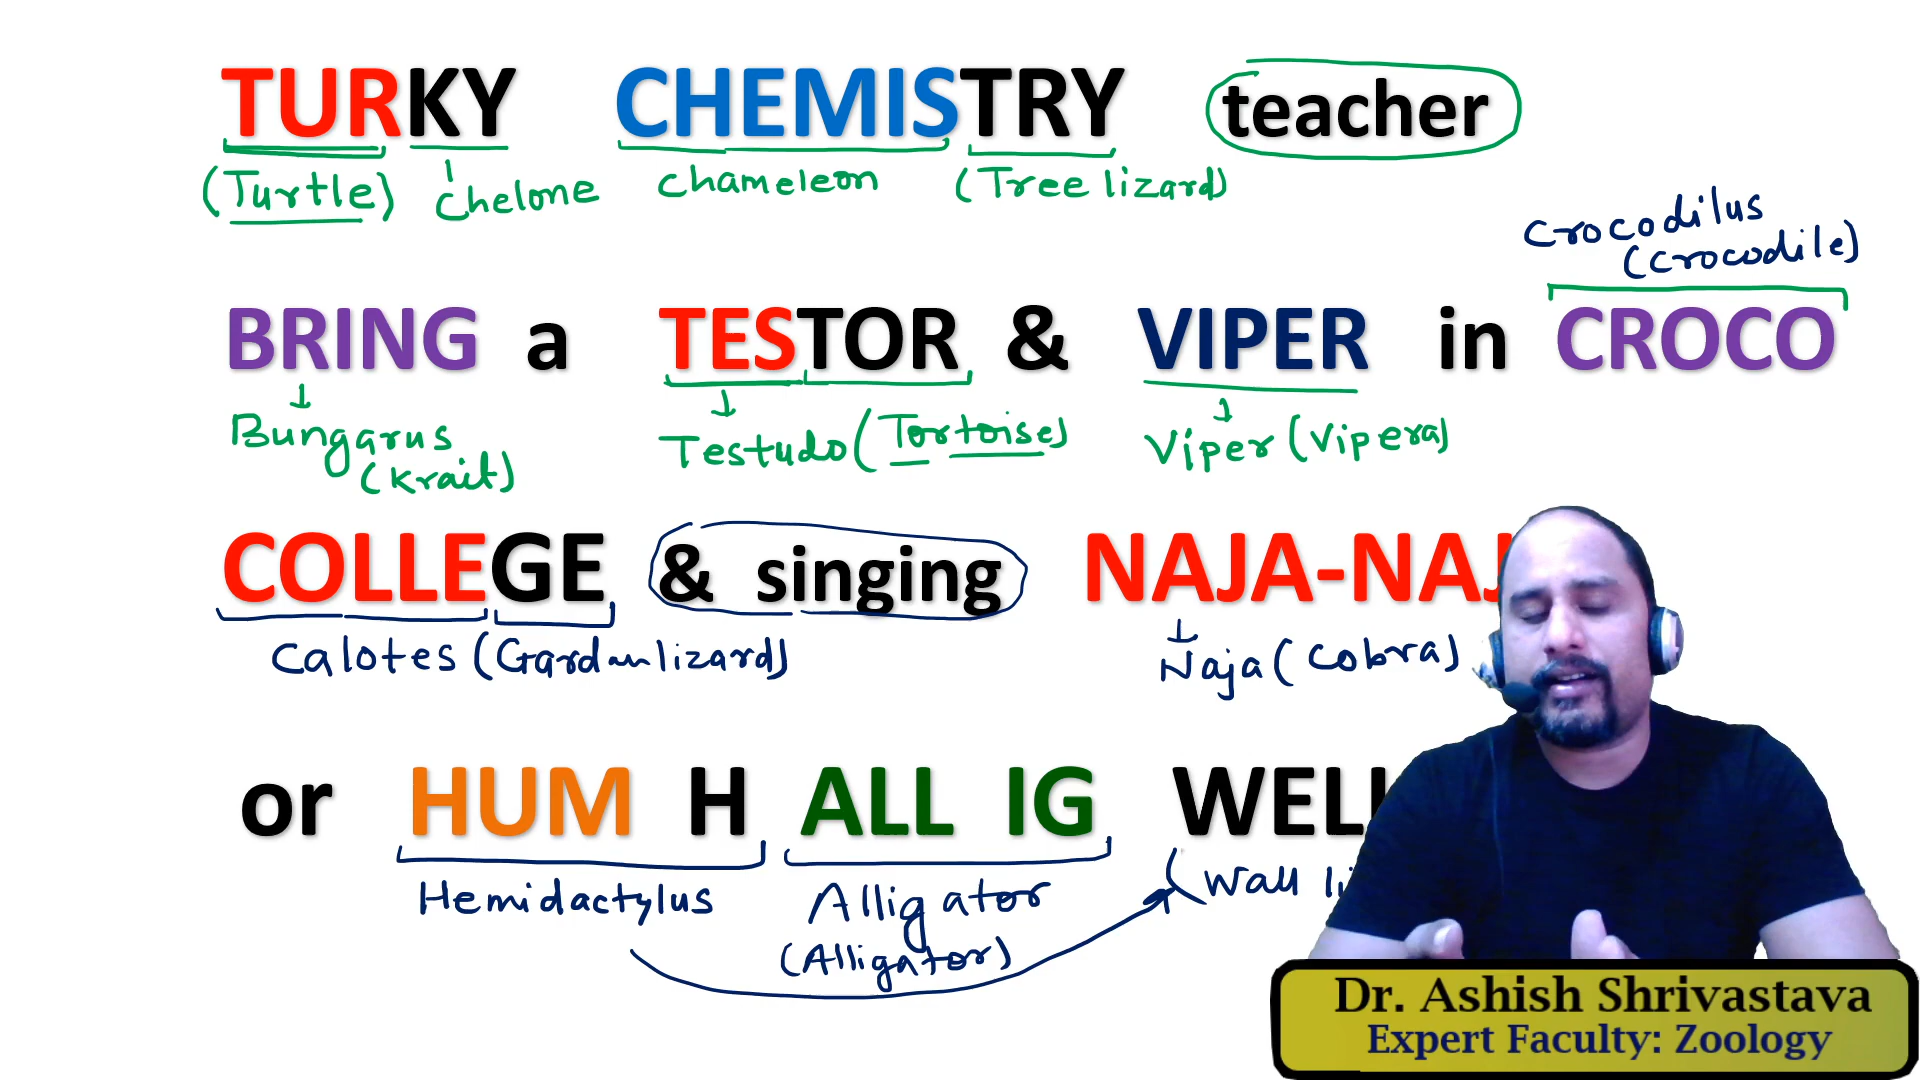 TURKY CHEMISTRY teacher
(Turtle) Chelone Chameleon (Tree lizard)
Crocodilus
(Crocodile)
BRING a TESTOR & VIPER in CROCO
Bungarus
(Krait)
Testudo (Tortoise) Viper (Vipera)
COLLEGE & singing NAJA-NAJ
Calotes (Gardan lizard) Naja (Cobra)
or HUM H ALL IG WELL
Hemidactylus Alligator (Wall
(Alligator)
Dr. Ashish Shrivastava
Expert Faculty: Zoology